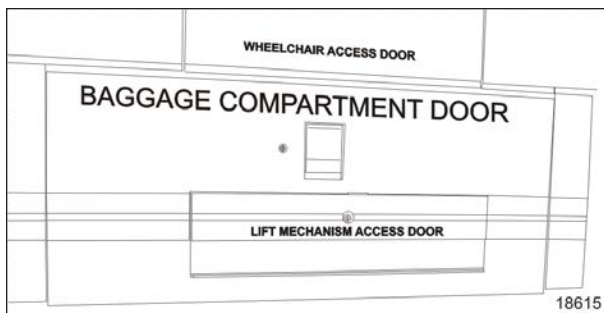 WHEELCHAIR ACCESS DOOR
BAGGAGE COMPARTMENT DOOR
LIFT MECHANISM ACCESS DOOR
18615